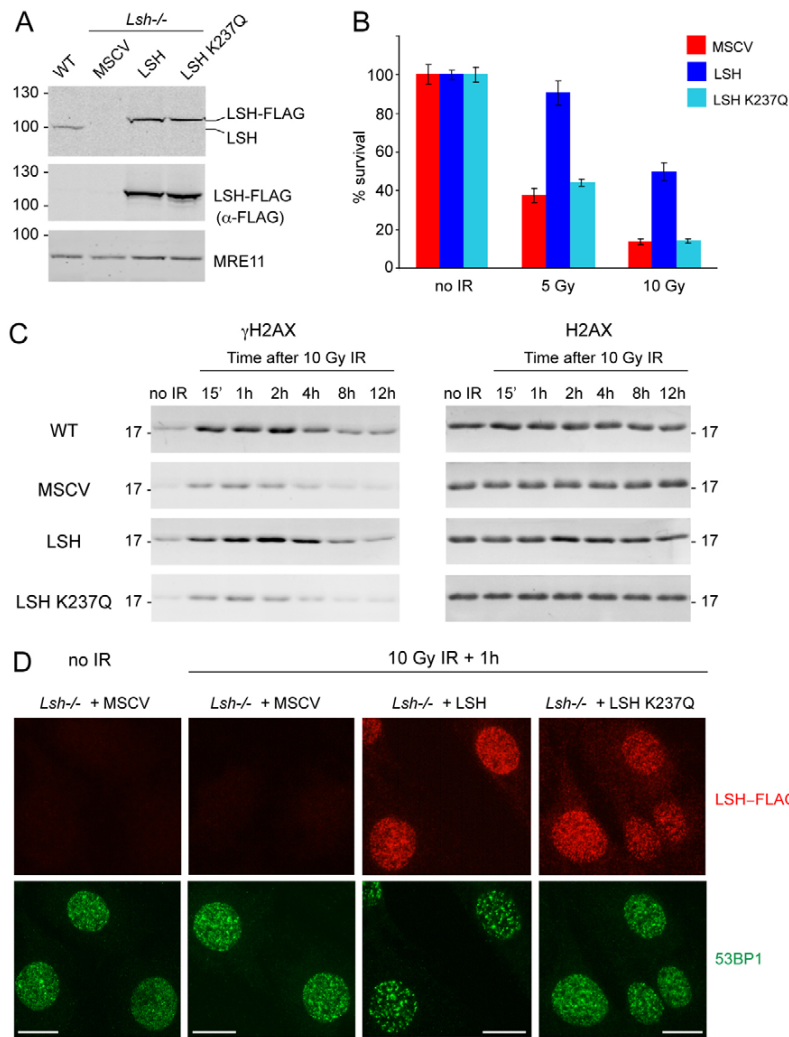 A
Lsh-/-
WT MSCV LSH LSH K237Q
130 -
100 -
LSH-FLAG
LSH
130 -
100 -
LSH-FLAG
(α-FLAG)
100 -
MRE11
B
% survival
100
80
60
40
20
0
no IR 5 Gy 10 Gy
MSCV
LSH
LSH K237Q
C
γH2AX H2AX
Time after 10 Gy IR Time after 10 Gy IR
no IR 15' 1h 2h 4h 8h 12h no IR 15' 1h 2h 4h 8h 12h
WT 17 - - 17
MSCV 17 - - 17
LSH 17 - - 17
LSH K237Q 17 - - 17
D
no IR 10 Gy IR + 1h
Lsh-/- + MSCV Lsh-/- + MSCV Lsh-/- + LSH Lsh-/- + LSH K237Q
LSH–FLAG
53BP1